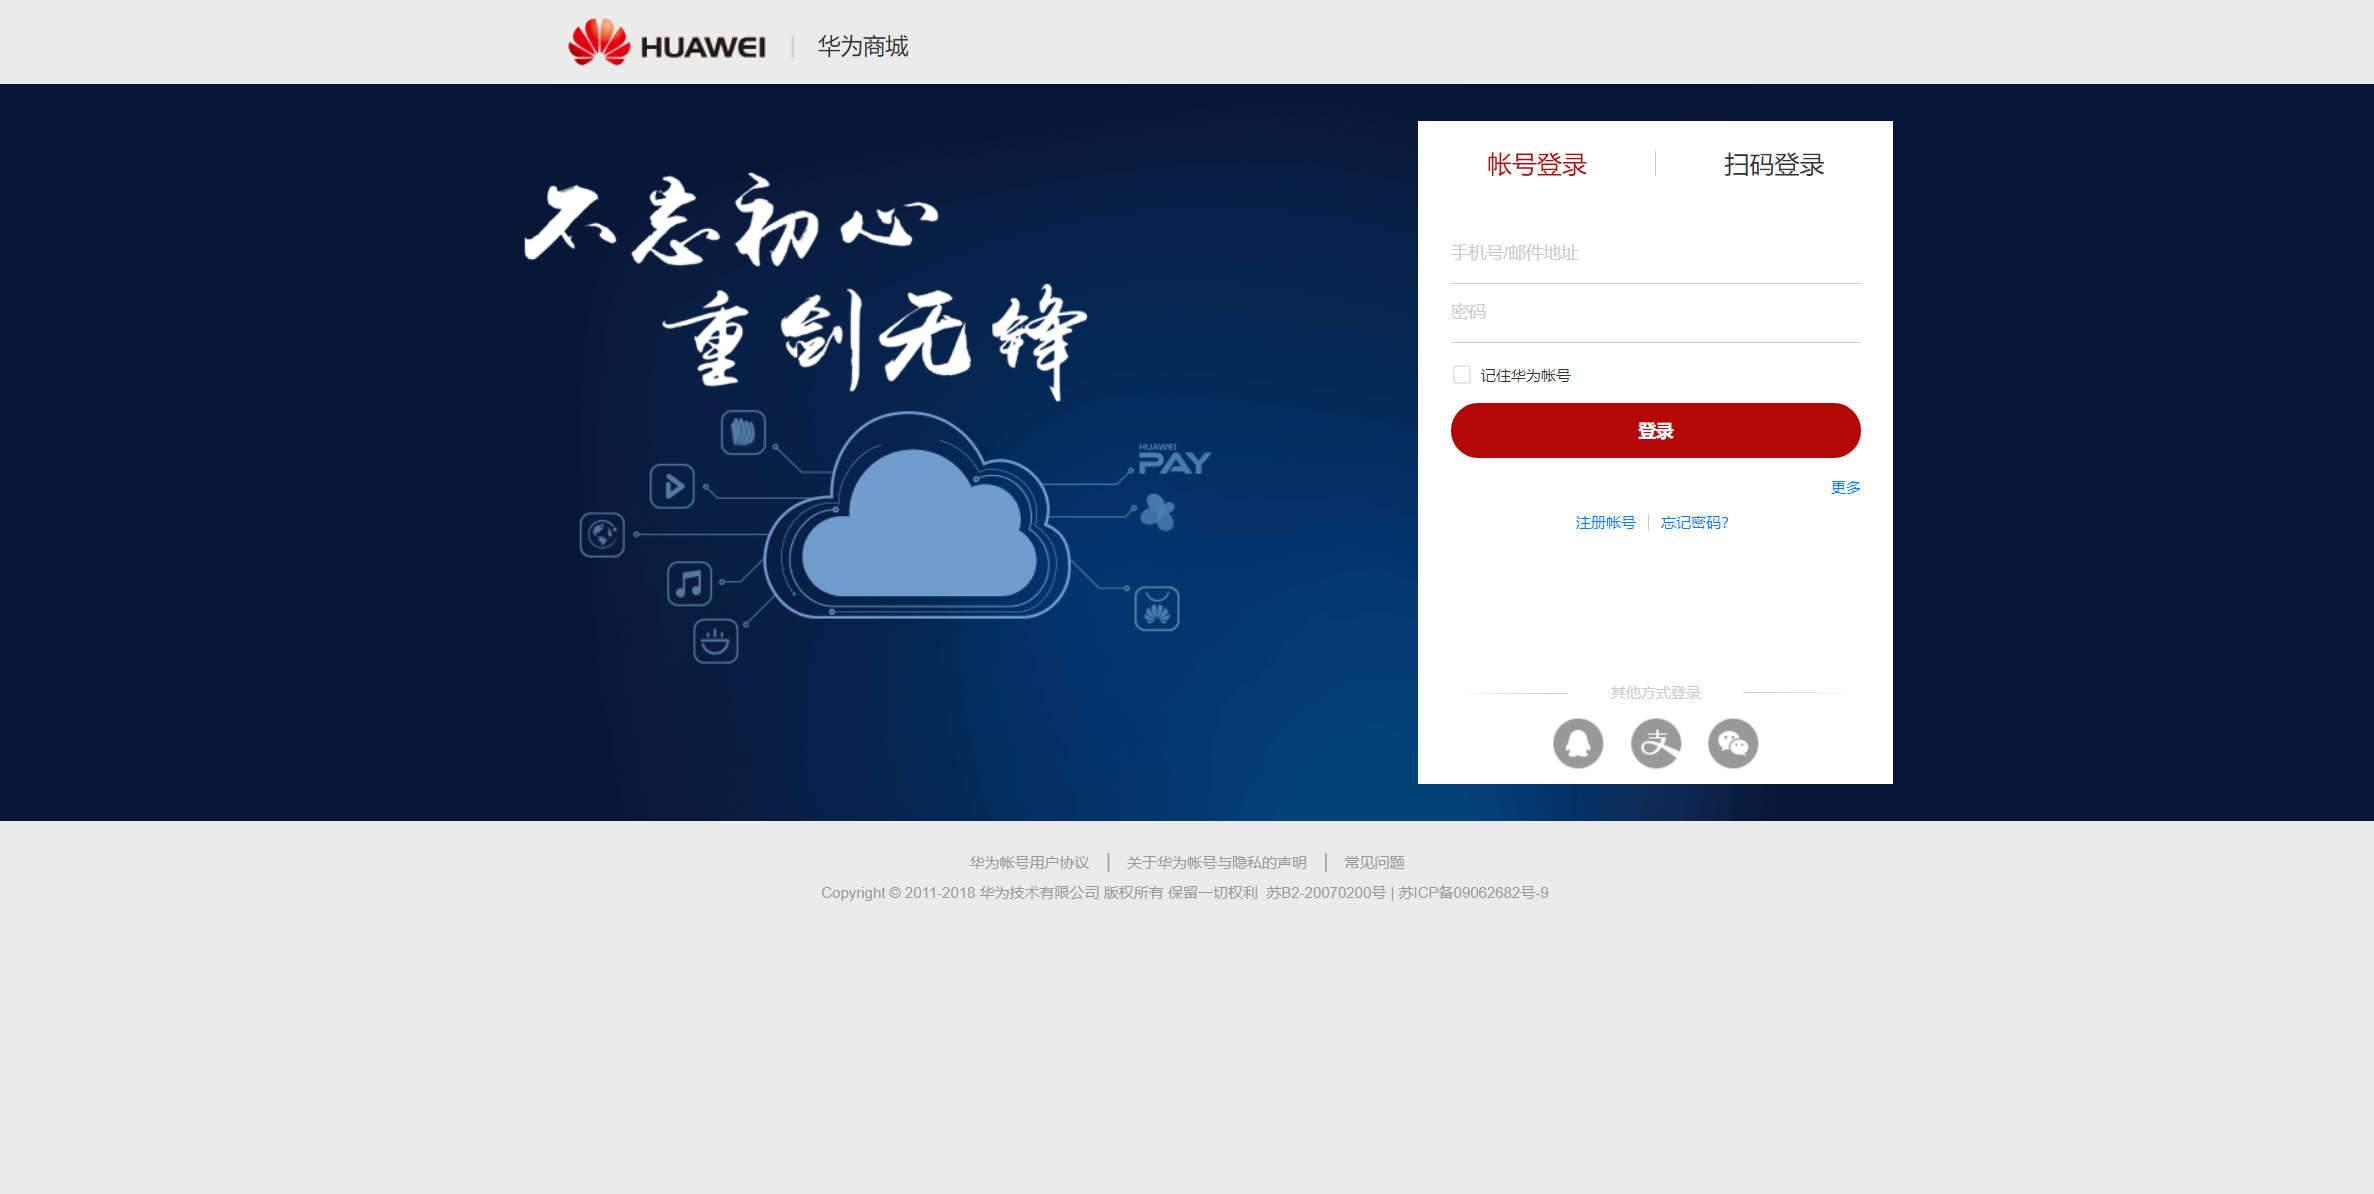 HUAWEI | 华为商城
不忘初心
重剑无锋
HUAWEI
PAY
帐号登录 扫码登录
手机号/邮件地址
密码
记住华为帐号
登录
更多
注册帐号 忘记密码?
其他方式登录
支
华为帐号用户协议 | 关于华为帐号与隐私的声明 | 常见问题
Copyright © 2011-2018 华为技术有限公司 版权所有 保留一切权利 苏B2-20070200号 | 苏ICP备09062682号-9